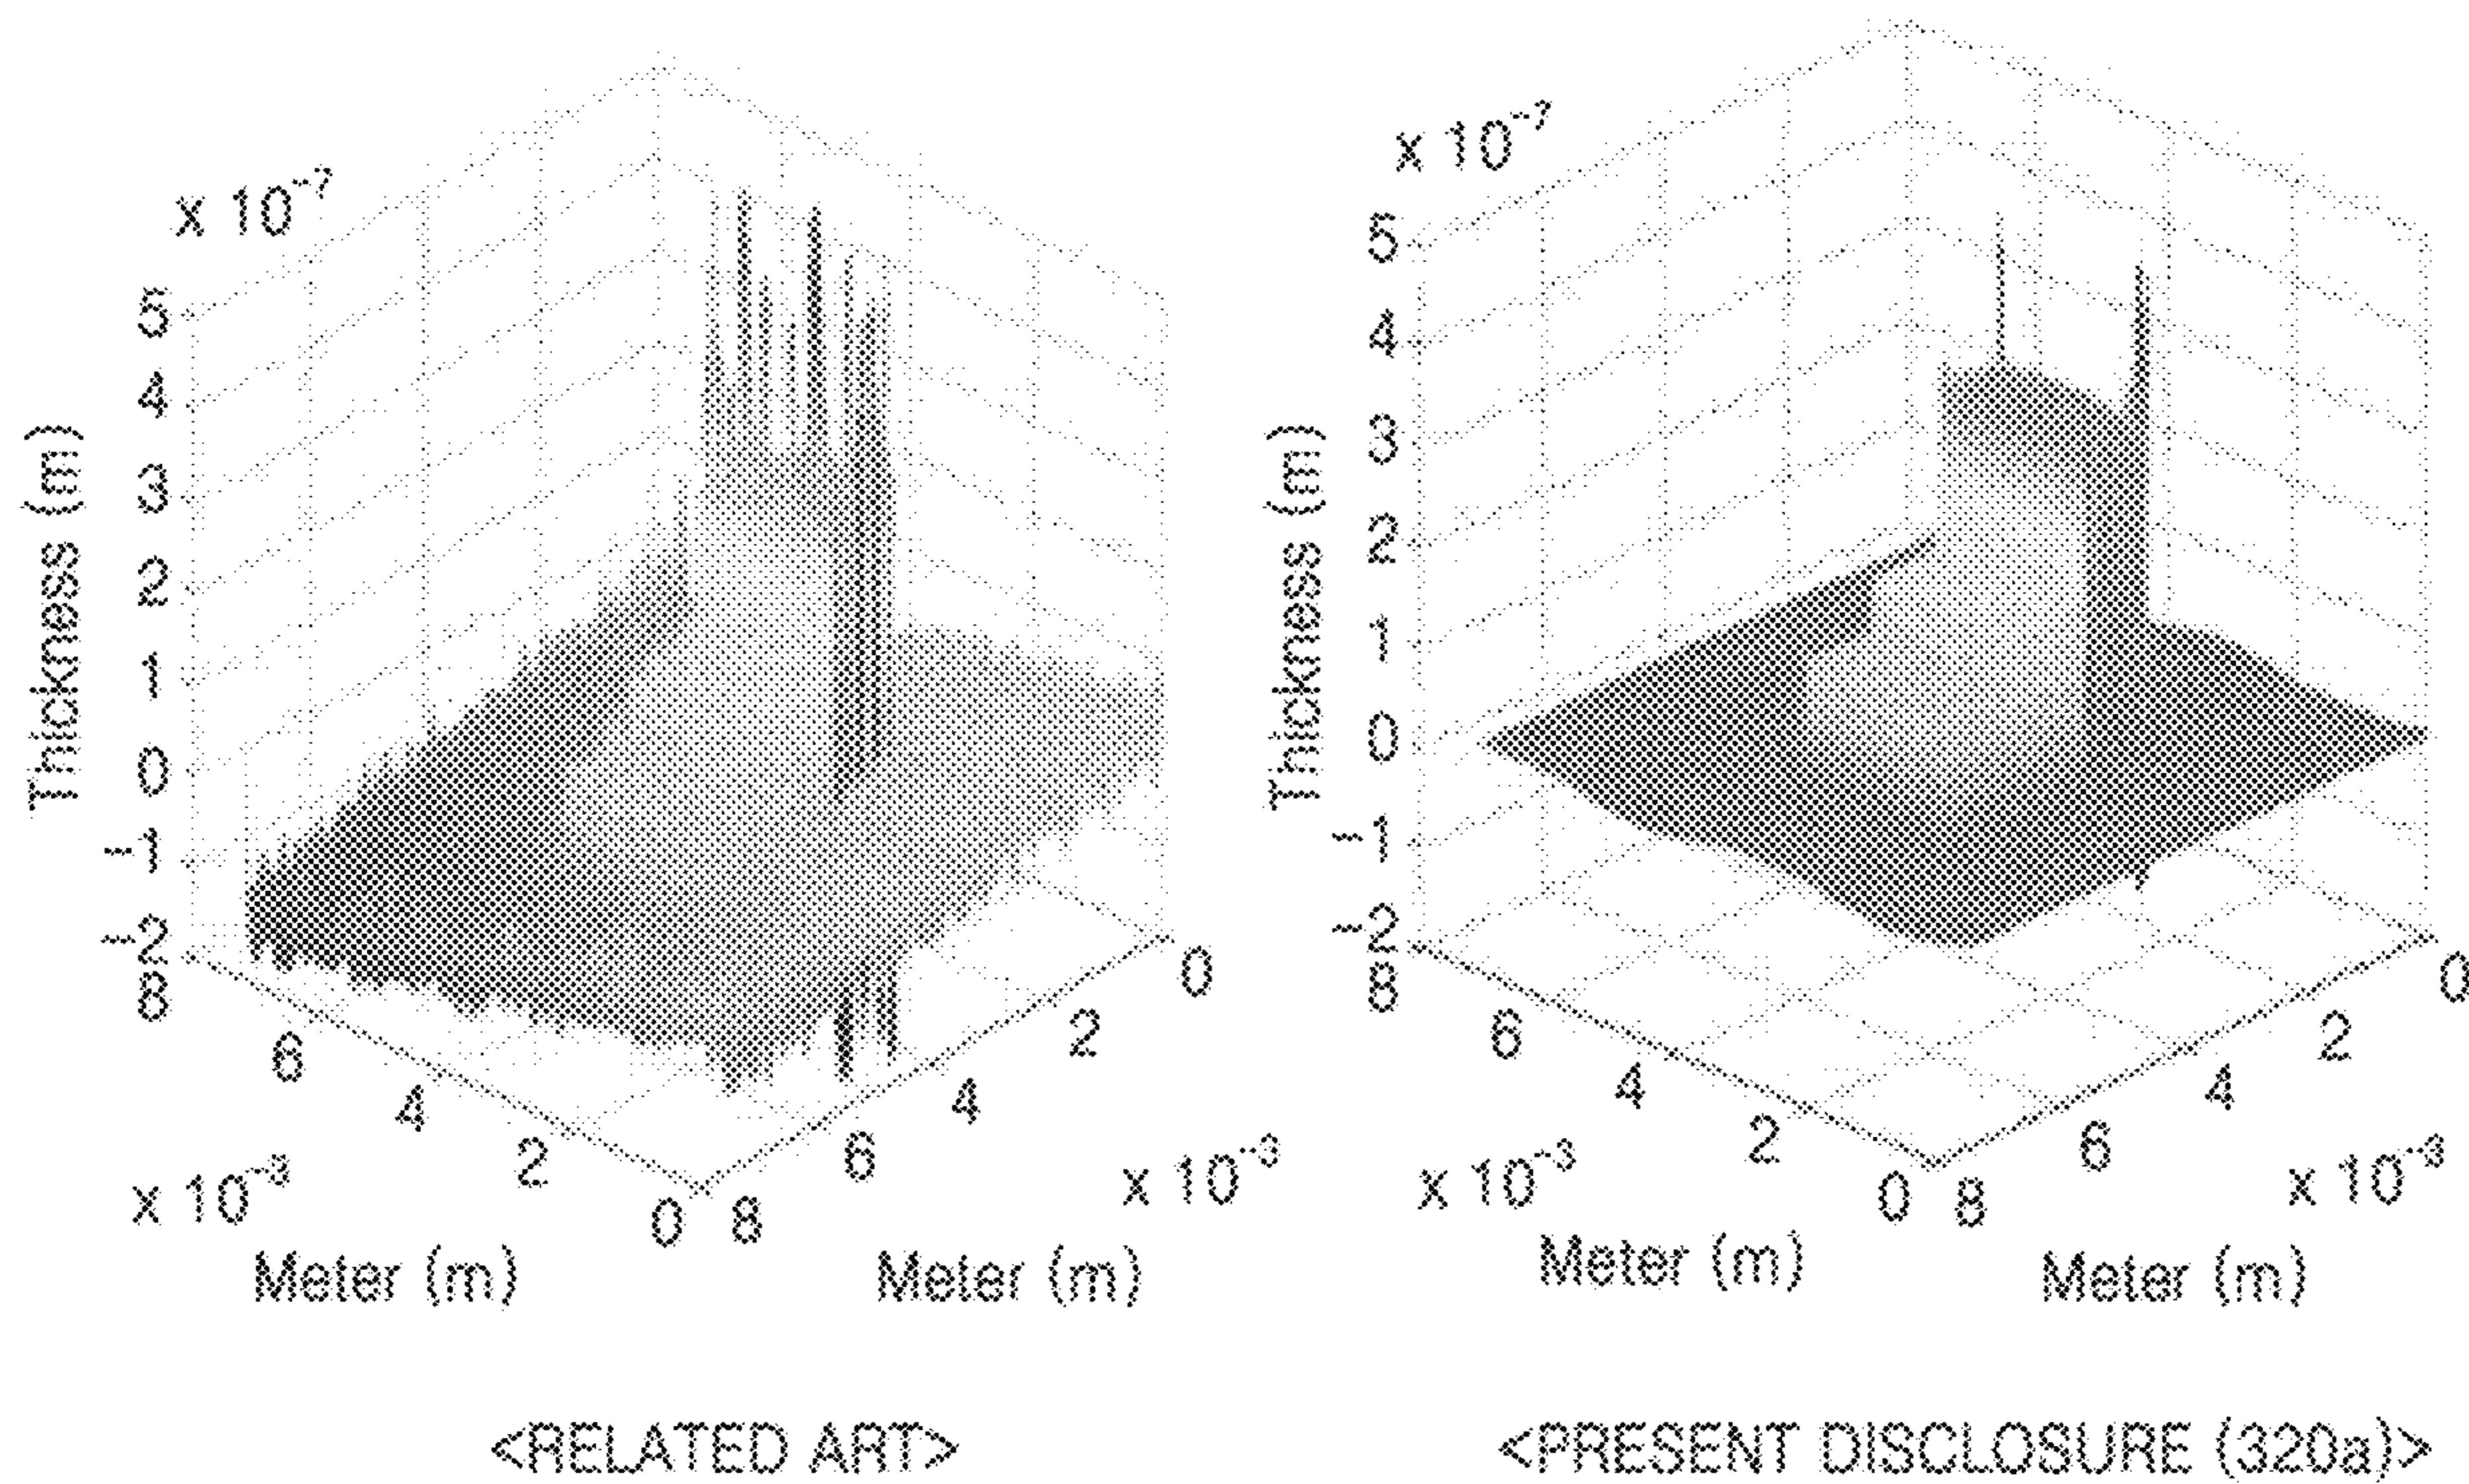 x 10⁻⁷
5
4
3
2
1
0
-1
-2
Thickness (m)
8
6
4
2
0
x 10⁻³
Meter (m)
8
6
4
2
0
x 10⁻³
Meter (m)
<RELATED ART>
x 10⁻⁷
5
4
3
2
1
0
-1
-2
Thickness (m)
8
6
4
2
0
x 10⁻³
Meter (m)
8
6
4
2
0
x 10⁻³
Meter (m)
<PRESENT DISCLOSURE (320a)>